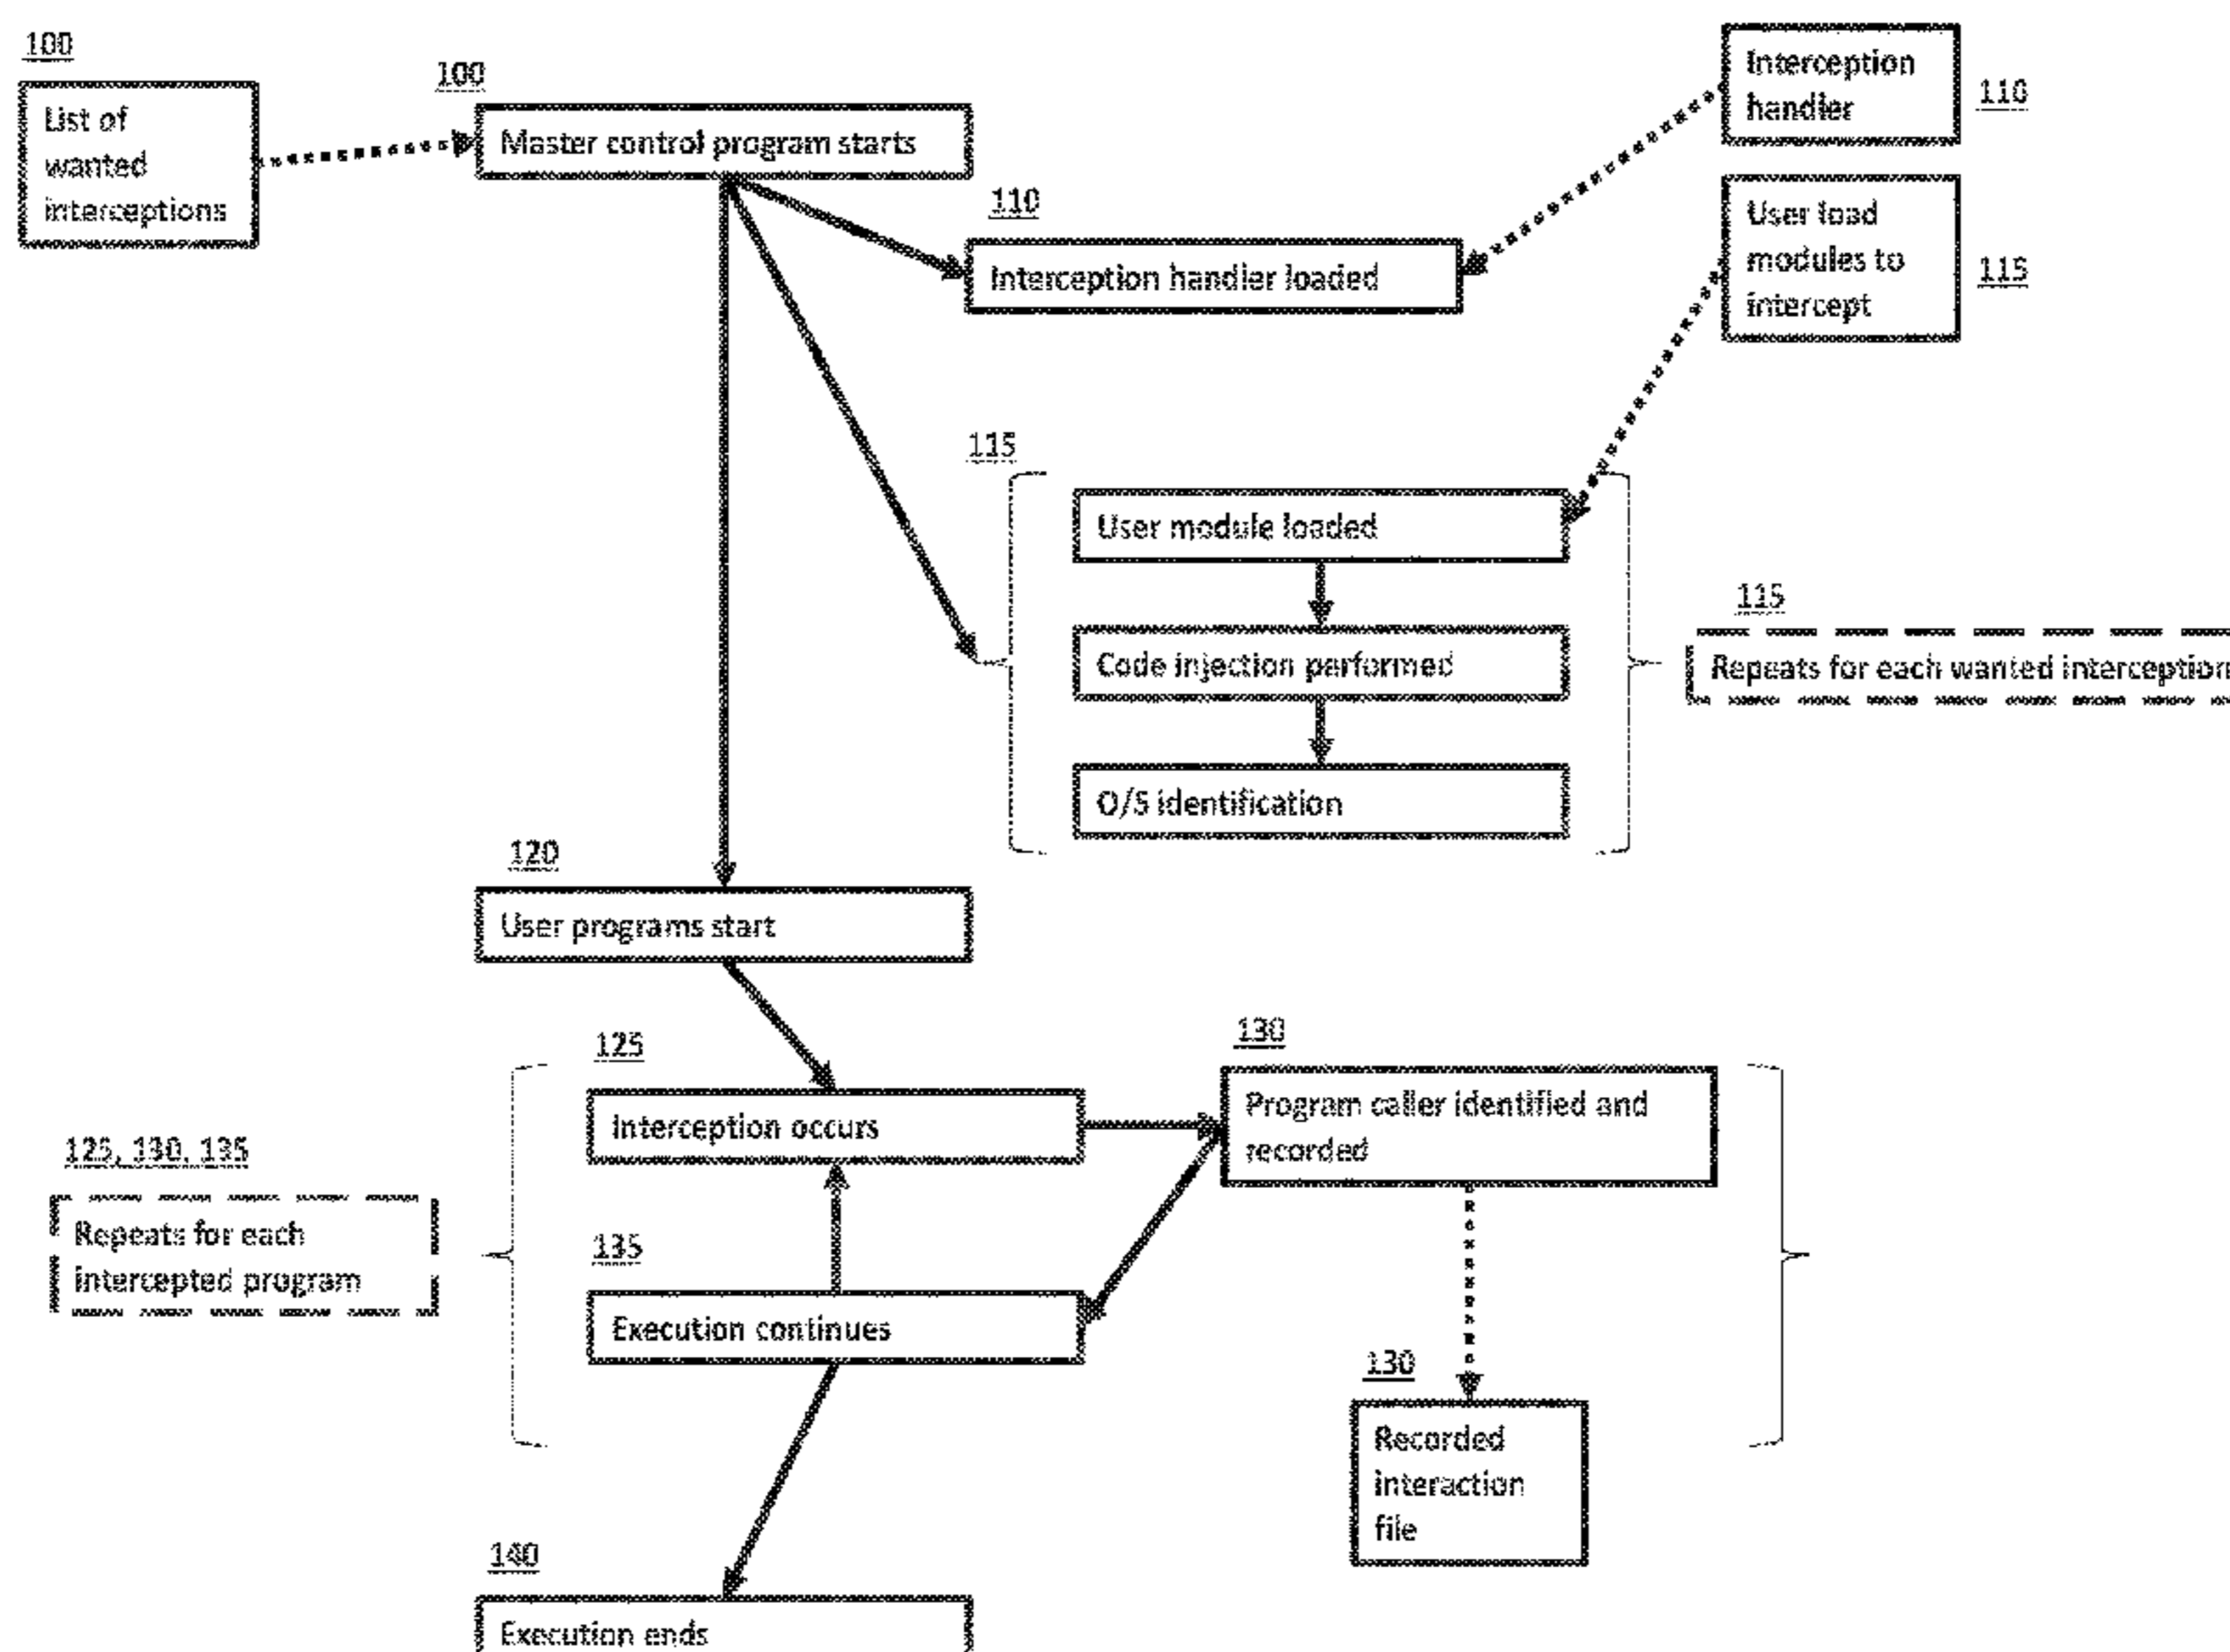 100
List of
wanted
interceptions
100
Master control program starts
Interception
handler
110
110
Interception handler loaded
User load
modules to
intercept
115
115
User module loaded
Code injection performed
O/S identification
115
Repeats for each wanted interception
120
User programs start
125
Interception occurs
130
Program caller identified and
recorded
125, 130, 135
Repeats for each
intercepted program
135
Execution continues
130
Recorded
interaction
file
140
Execution ends